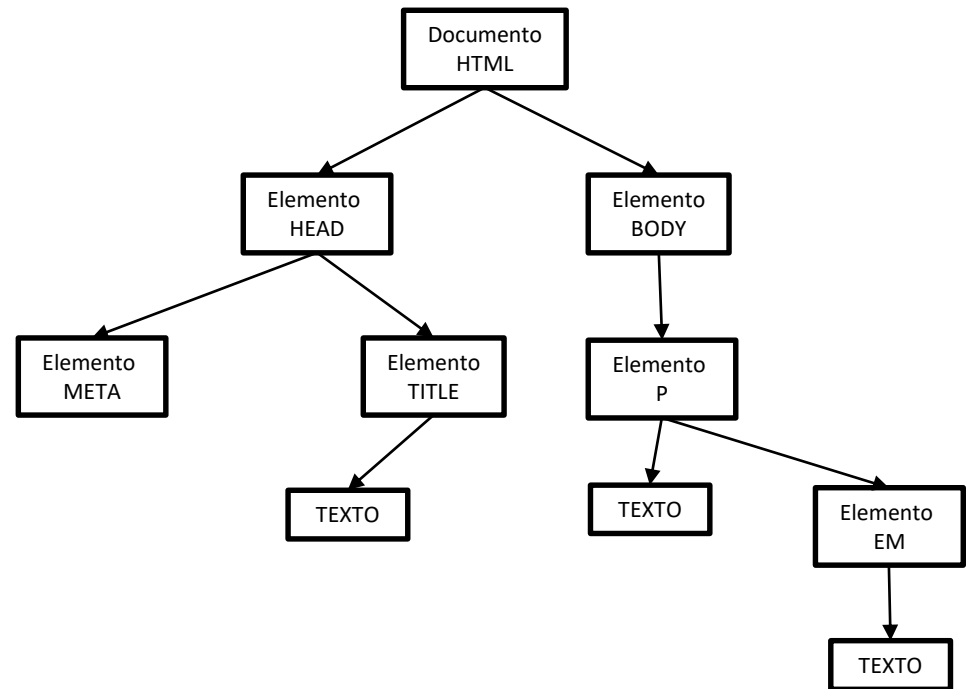 Documento
HTML
Elemento
HEAD
Elemento
BODY
Elemento
META
Elemento
TITLE
Elemento
P
TEXTO
TEXTO
Elemento
EM
TEXTO